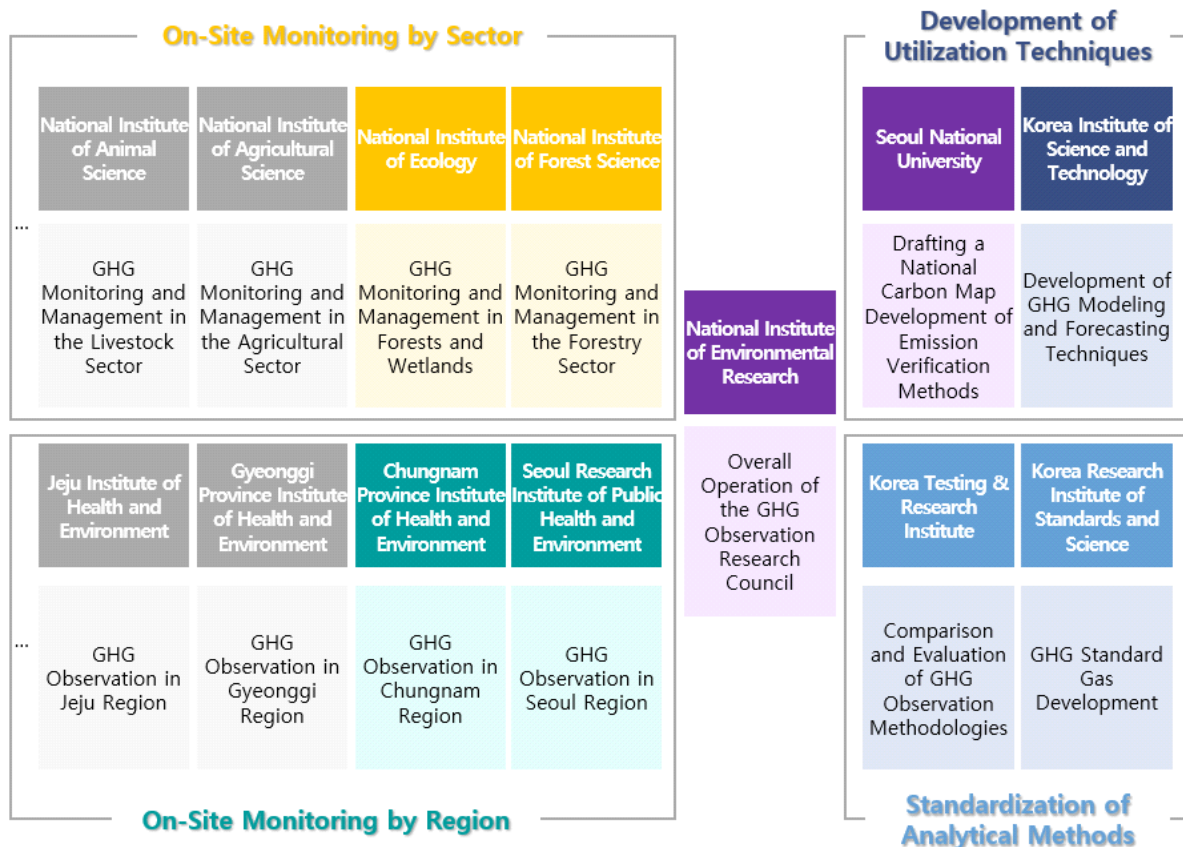 On-Site Monitoring by Sector
National Institute
of Animal
Science
National Institute
of Agricultural
Science
National Institute
of Ecology
National Institute
of Forest Science
...
GHG
Monitoring and
Management in
the Livestock
Sector
GHG
Monitoring and
Management in
the Agricultural
Sector
GHG
Monitoring and
Management in
Forests and
Wetlands
GHG
Monitoring and
Management in
the Forestry
Sector
Jeju Institute of
Health and
Environment
Gyeonggi
Province Institute
of Health and
Environment
Chungnam
Province Institute
of Health and
Environment
Seoul Research
Institute of Public
Health and
Environment
...
GHG
Observation in
Jeju Region
GHG
Observation in
Gyeonggi
Region
GHG
Observation in
Chungnam
Region
GHG
Observation in
Seoul Region
On-Site Monitoring by Region
National Institute
of Environmental
Research
Overall
Operation of
the GHG
Observation
Research
Council
Development of
Utilization Techniques
Seoul National
University
Korea Institute of
Science and
Technology
Drafting a
National
Carbon Map
Development of
Emission
Verification
Methods
Development of
GHG Modeling
and Forecasting
Techniques
Korea Testing &
Research
Institute
Korea Research
Institute of
Standards and
Science
Comparison
and Evaluation
of GHG
Observation
Methodologies
GHG Standard
Gas
Development
Standardization of
Analytical Methods